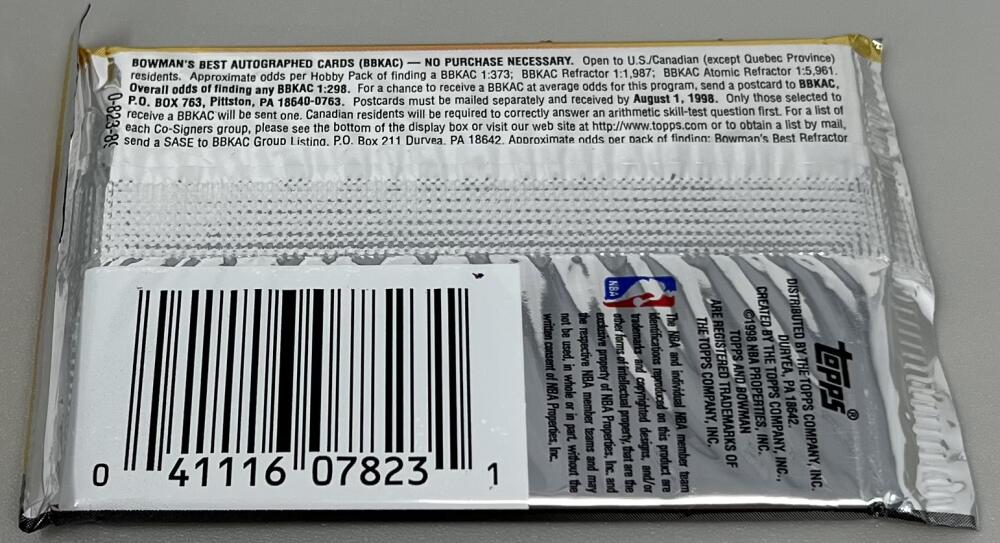 BOWMAN'S BEST AUTOGRAPHED CARDS (BBKAC) — NO PURCHASE NECESSARY. Open to U.S./Canadian (except Quebec Province)
residents. Approximate odds per Hobby Pack of finding a BBKAC 1:373; BBKAC Refractor 1:1,987; BBKAC Atomic Refractor 1:5,961.
Overall odds of finding any BBKAC 1:298. For a chance to receive a BBKAC at average odds for this program, send a postcard to BBKAC,
P.O. BOX 763, Pittston, PA 18640-0763. Postcards must be mailed separately and received by August 1, 1998. Only those selected to
receive a BBKAC will be sent one. Canadian residents will be required to correctly answer an arithmetic skill-test question first. For a list of
each Co-Signers group, please see the bottom of the display box or visit our web site at http://www.topps.com or to obtain a list by mail,
send a SASE to BBKAC Group Listing, P.O. Box 211 Duryea, PA 18642. Approximate odds per pack of finding: Bowman's Best Refractor
0-823-
0 41116 07823 1
topps®
DISTRIBUTED BY THE TOPPS COMPANY, INC.
DURYEA, PA 18642.
CREATED BY THE TOPPS COMPANY, INC.,
©1998 NBA PROPERTIES, INC.
TOPPS AND BOWMAN
ARE REGISTERED TRADEMARKS OF
THE TOPPS COMPANY, INC.
NBA
The NBA and individual NBA member team
identifications reproduced on this product are
trademarks and copyrighted designs, and/or
other forms of intellectual property, that are the
exclusive property of NBA Properties, Inc. and
the respective NBA member teams and may
not be used, in whole or in part, without the
written consent of NBA Properties, Inc.